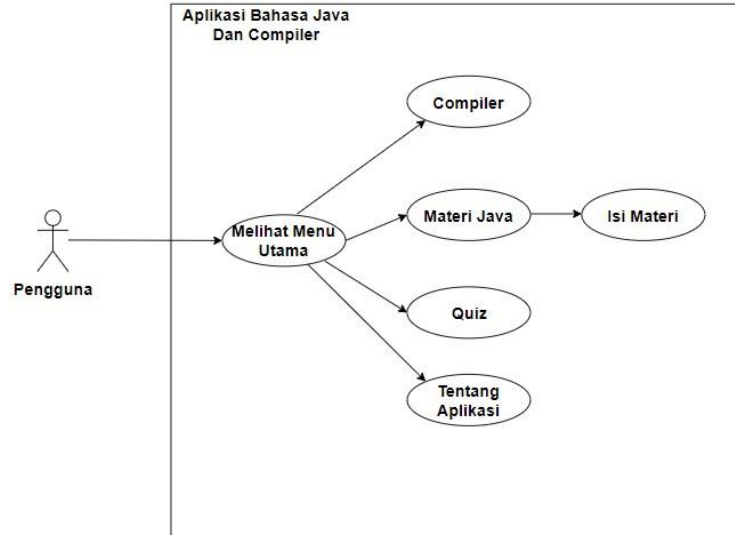 Aplikasi Bahasa Java
Dan Compiler
Compiler
Melihat Menu
Utama
Materi Java
Isi Materi
Pengguna
Quiz
Tentang
Aplikasi